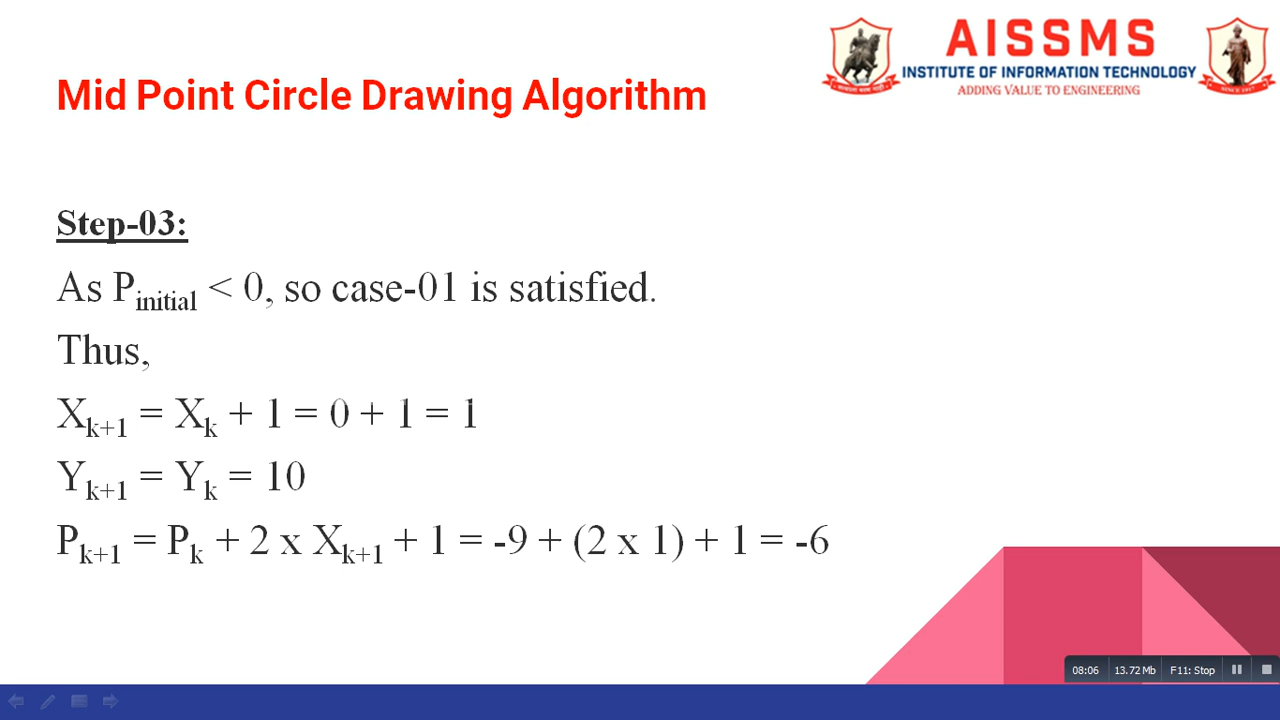 AISSMS
INSTITUTE OF INFORMATION TECHNOLOGY
ADDING VALUE TO ENGINEERING
SINCE 1917
Mid Point Circle Drawing Algorithm
Step-03:
As Pinitial < 0, so case-01 is satisfied.
Thus,
Xk+1 = Xk + 1 = 0 + 1 = 1
Yk+1 = Yk = 10
Pk+1 = Pk + 2 x Xk+1 + 1 = -9 + (2 x 1) + 1 = -6
08:06 13.72 Mb F11: Stop